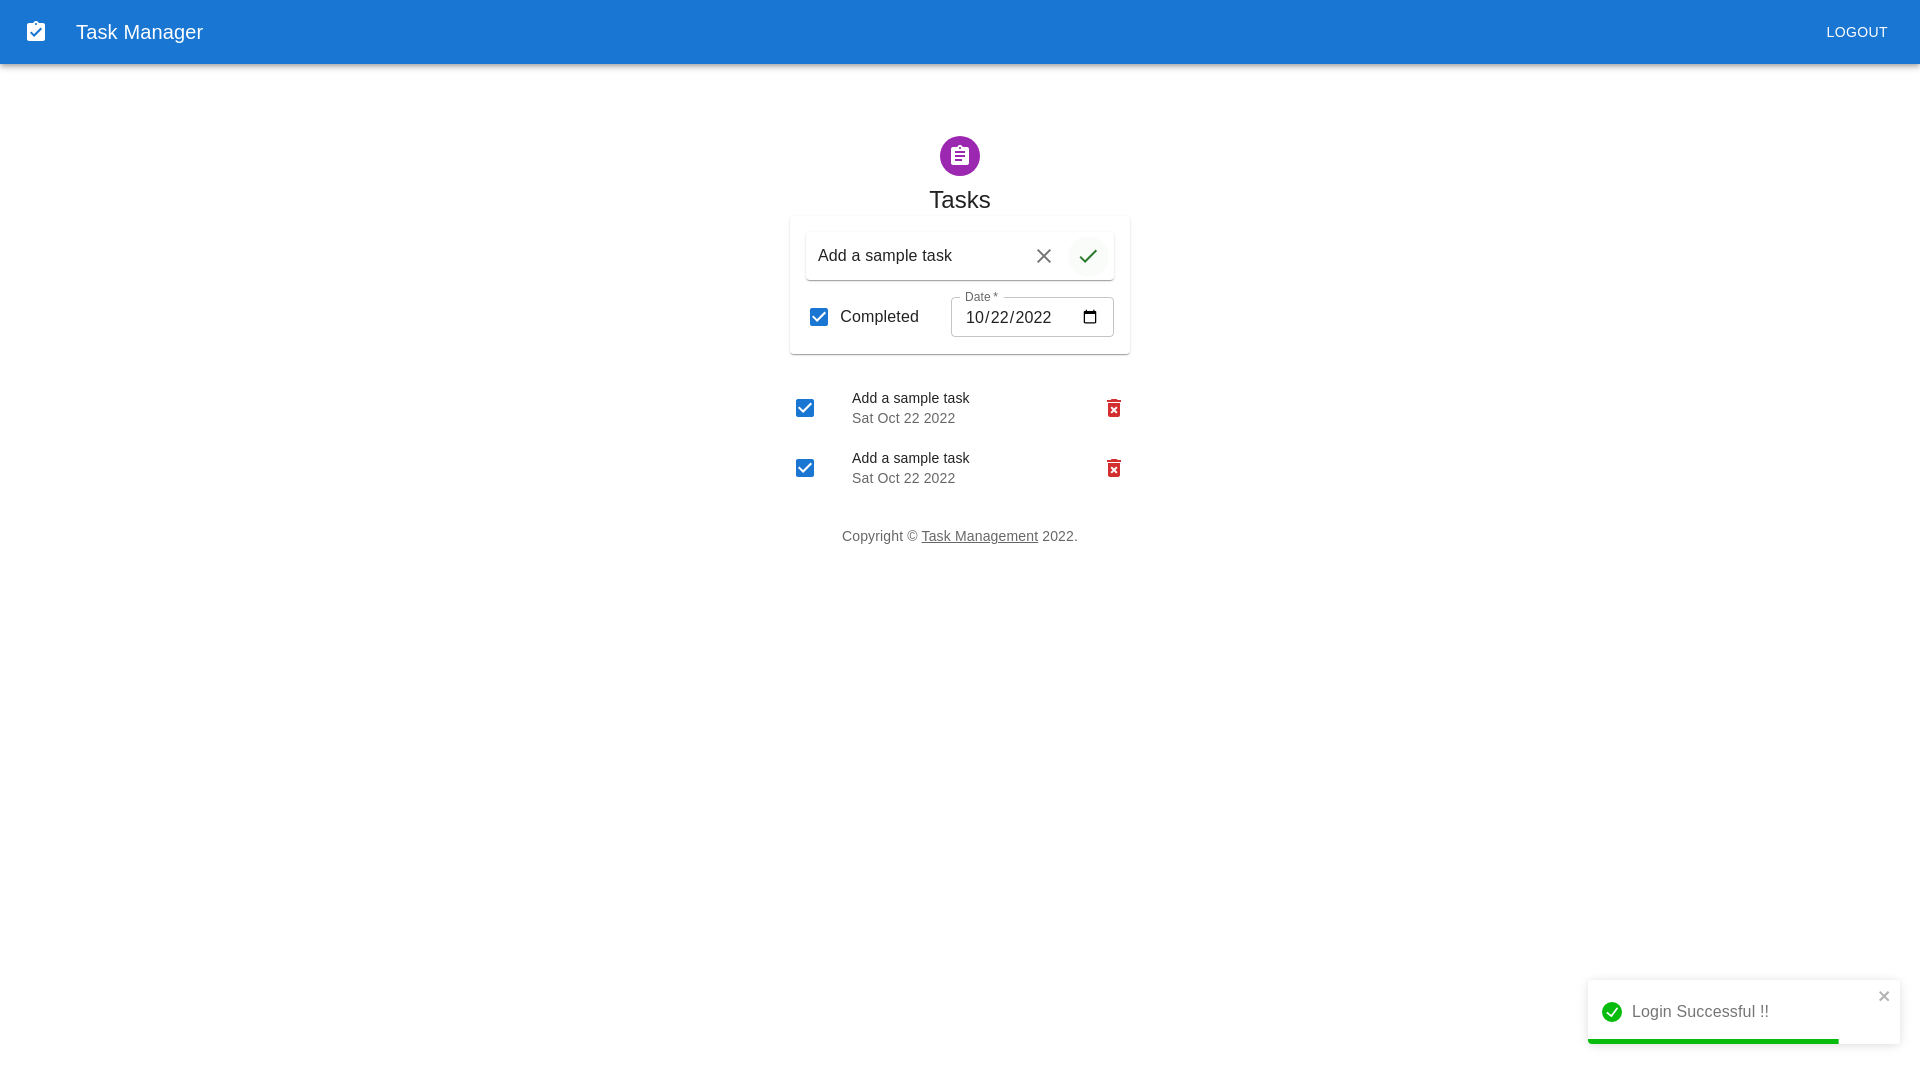 Task Manager
LOGOUT
Tasks
Add a sample task
Date *
Completed
10/22/2022
Add a sample task
Sat Oct 22 2022
Add a sample task
Sat Oct 22 2022
Copyright © Task Management 2022.
Login Successful !!